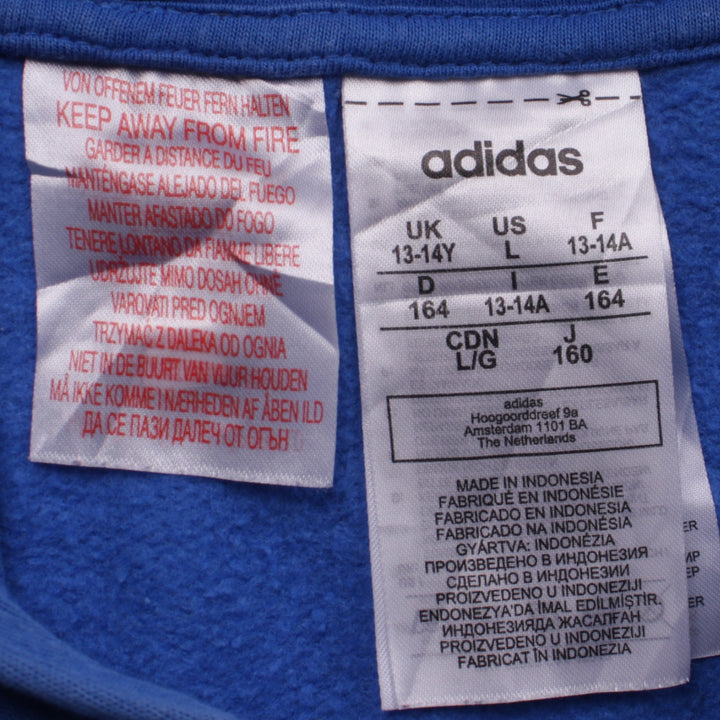 VON OFFENEM FEUER FERN HALTEN
KEEP AWAY FROM FIRE
GARDER A DISTANCE DU FEU
MANTÉNGASE ALEJADO DEL FUEGO
MANTER AFASTADO DO FOGO
TENERE LONTANO DA FIAMME LIBERE
UDRŽUJTE MIMO DOSAH OHNĚ
VAROVÁTI PRED OGNJEM
TRZYMAĆ Z DALEKA OD OGNIA
NIET IN DE BUURT VAN VUUR HOUDEN
MÅ IKKE KOMME I NÆRHEDEN AF ÅBEN ILD
ДА СЕ ПАЗИ ДАЛЕЧ ОТ ОГЪН
adidas
UK US F
13-14Y L 13-14A
D I E
164 13-14A 164
CDN J
L/G 160
adidas
Hoogoorddreef 9a
Amsterdam 1101 BA
The Netherlands
MADE IN INDONESIA
FABRIQUÉ EN INDONÉSIE
FABRICADO EN INDONESIA
FABRICADO NA INDONÉSIA
GYÁRTVA: INDONÉZIA
ПРОИЗВЕДЕНО В ИНДОНЕЗИЯ
СДЕЛАНО В ИНДОНЕЗИИ
PROIZVEDENO U INDONEZIJI
ENDONEZYA'DA İMAL EDİLMİŞTİR.
ИНДОНЕЗИЯДА ЖАСАЛҒАН
PROIZVEDENO U INDONEZIJI
FABRICAT ÎN INDONEZIA